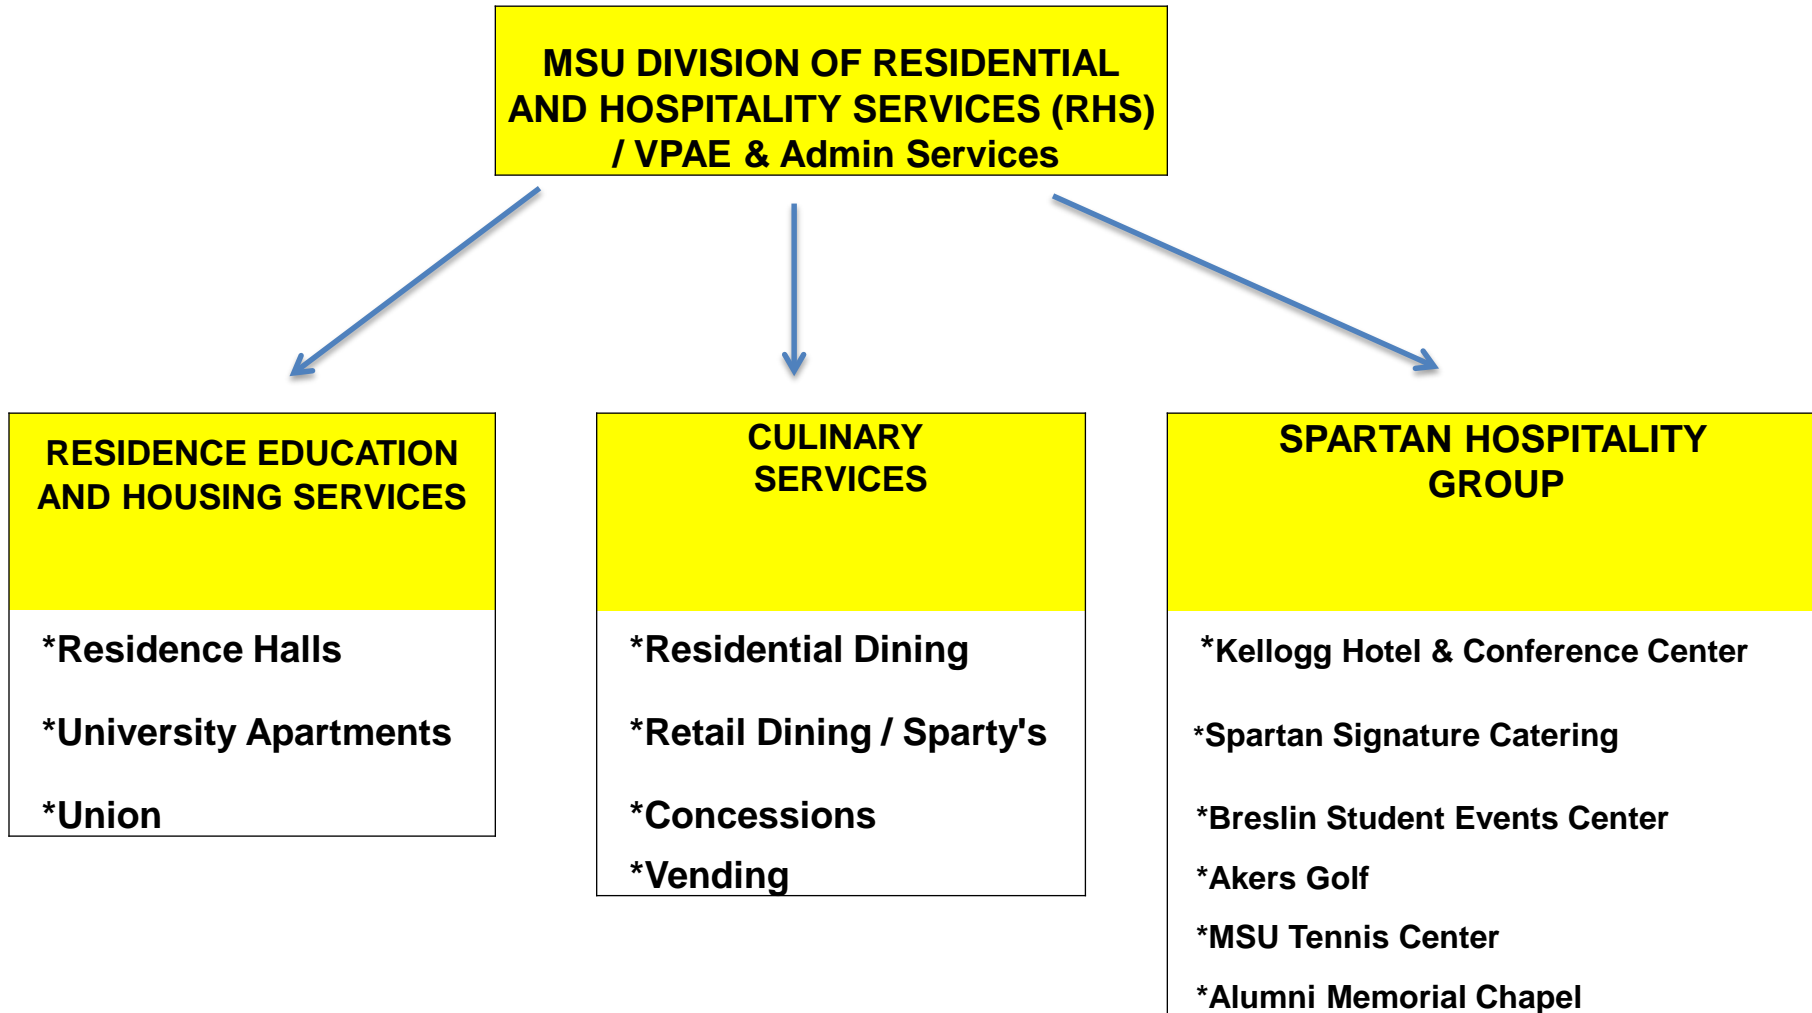 MSU DIVISION OF RESIDENTIAL
AND HOSPITALITY SERVICES (RHS)
/ VPAE & Admin Services
RESIDENCE EDUCATION
AND HOUSING SERVICES
*Residence Halls
*University Apartments
*Union
CULINARY
SERVICES
*Residential Dining
*Retail Dining / Sparty's
*Concessions
*Vending
SPARTAN HOSPITALITY
GROUP
*Kellogg Hotel & Conference Center
*Spartan Signature Catering
*Breslin Student Events Center
*Akers Golf
*MSU Tennis Center
*Alumni Memorial Chapel